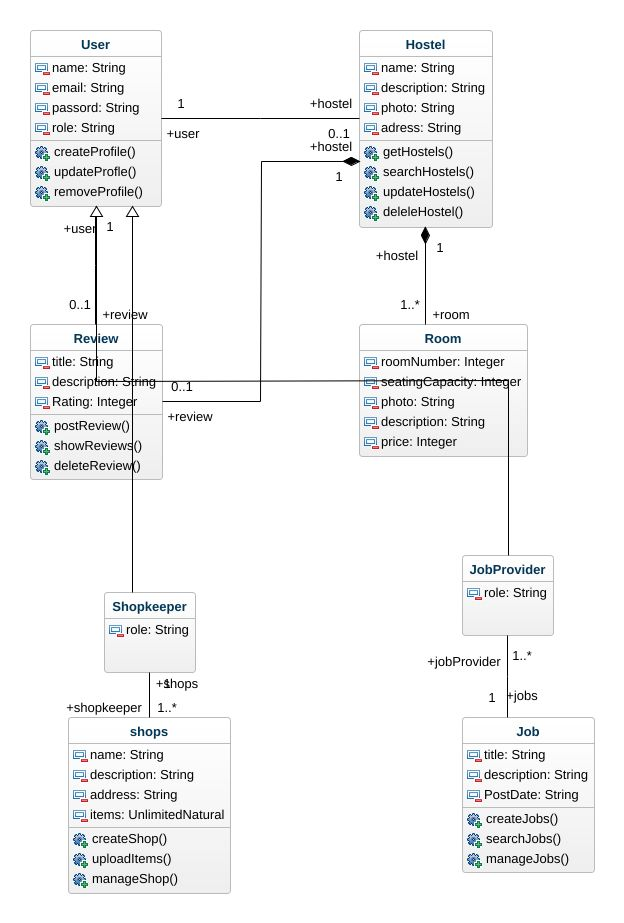 User
name: String
email: String
passord: String
role: String
createProfile()
updateProfle()
removeProfile()
Hostel
name: String
description: String
photo: String
adress: String
getHostels()
searchHostels()
updateHostels()
deleleHostel()
1
+hostel
+user
0..1
+hostel
1
+user
1
0..1
+review
+hostel
1
1..*
+room
Review
title: String
description: String
Rating: Integer
postReview()
showReviews()
deleteReview()
0..1
+review
Room
roomNumber: Integer
seatingCapacity: Integer
photo: String
description: String
price: Integer
Shopkeeper
role: String
JobProvider
role: String
+shops
1
+shopkeeper
1..*
+jobProvider
1..*
1
+jobs
shops
name: String
description: String
address: String
items: UnlimitedNatural
createShop()
uploadItems()
manageShop()
Job
title: String
description: String
PostDate: String
createJobs()
searchJobs()
manageJobs()